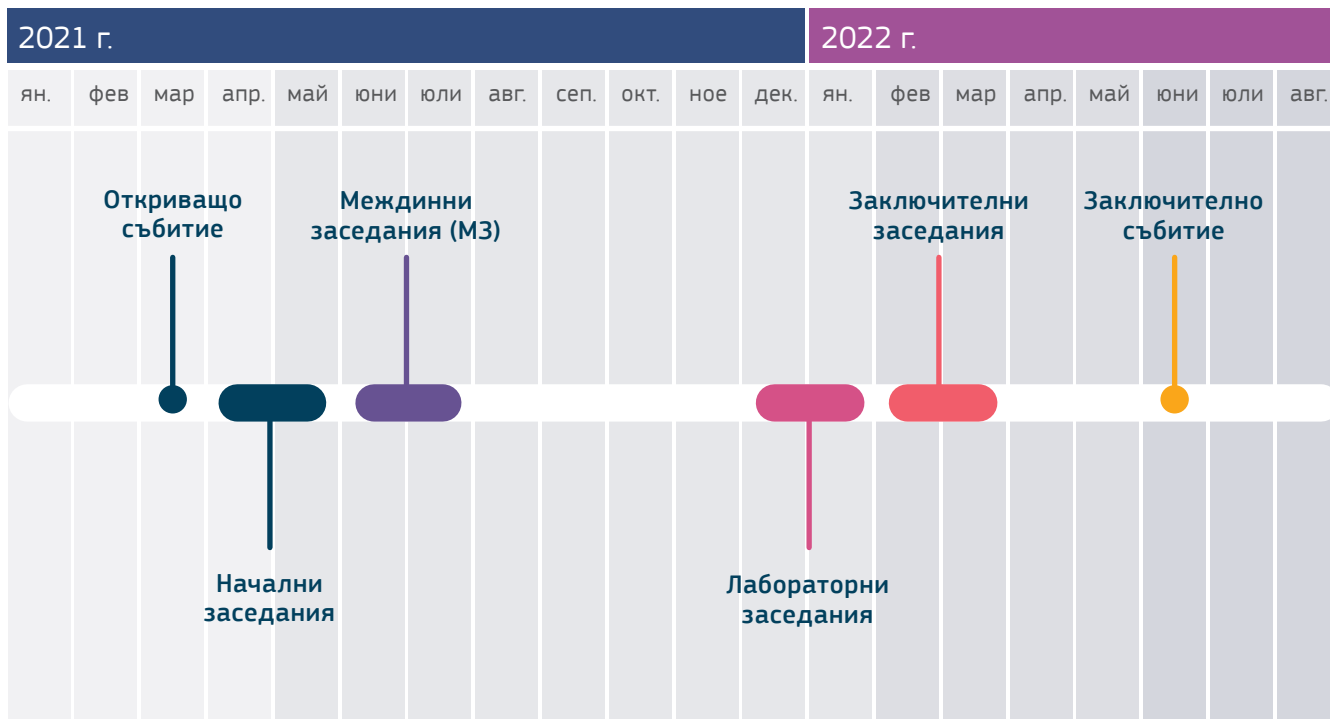 2021 г. 2022 г.
ян. фев мар апр. май юни юли авг. сеп. окт. ное дек. ян. фев мар апр. май юни юли авг.
Откриващо
събитие
Междинни
заседания (МЗ)
Заключителни
заседания
Заключително
събитие
Начални
заседания
Лабораторни
заседания